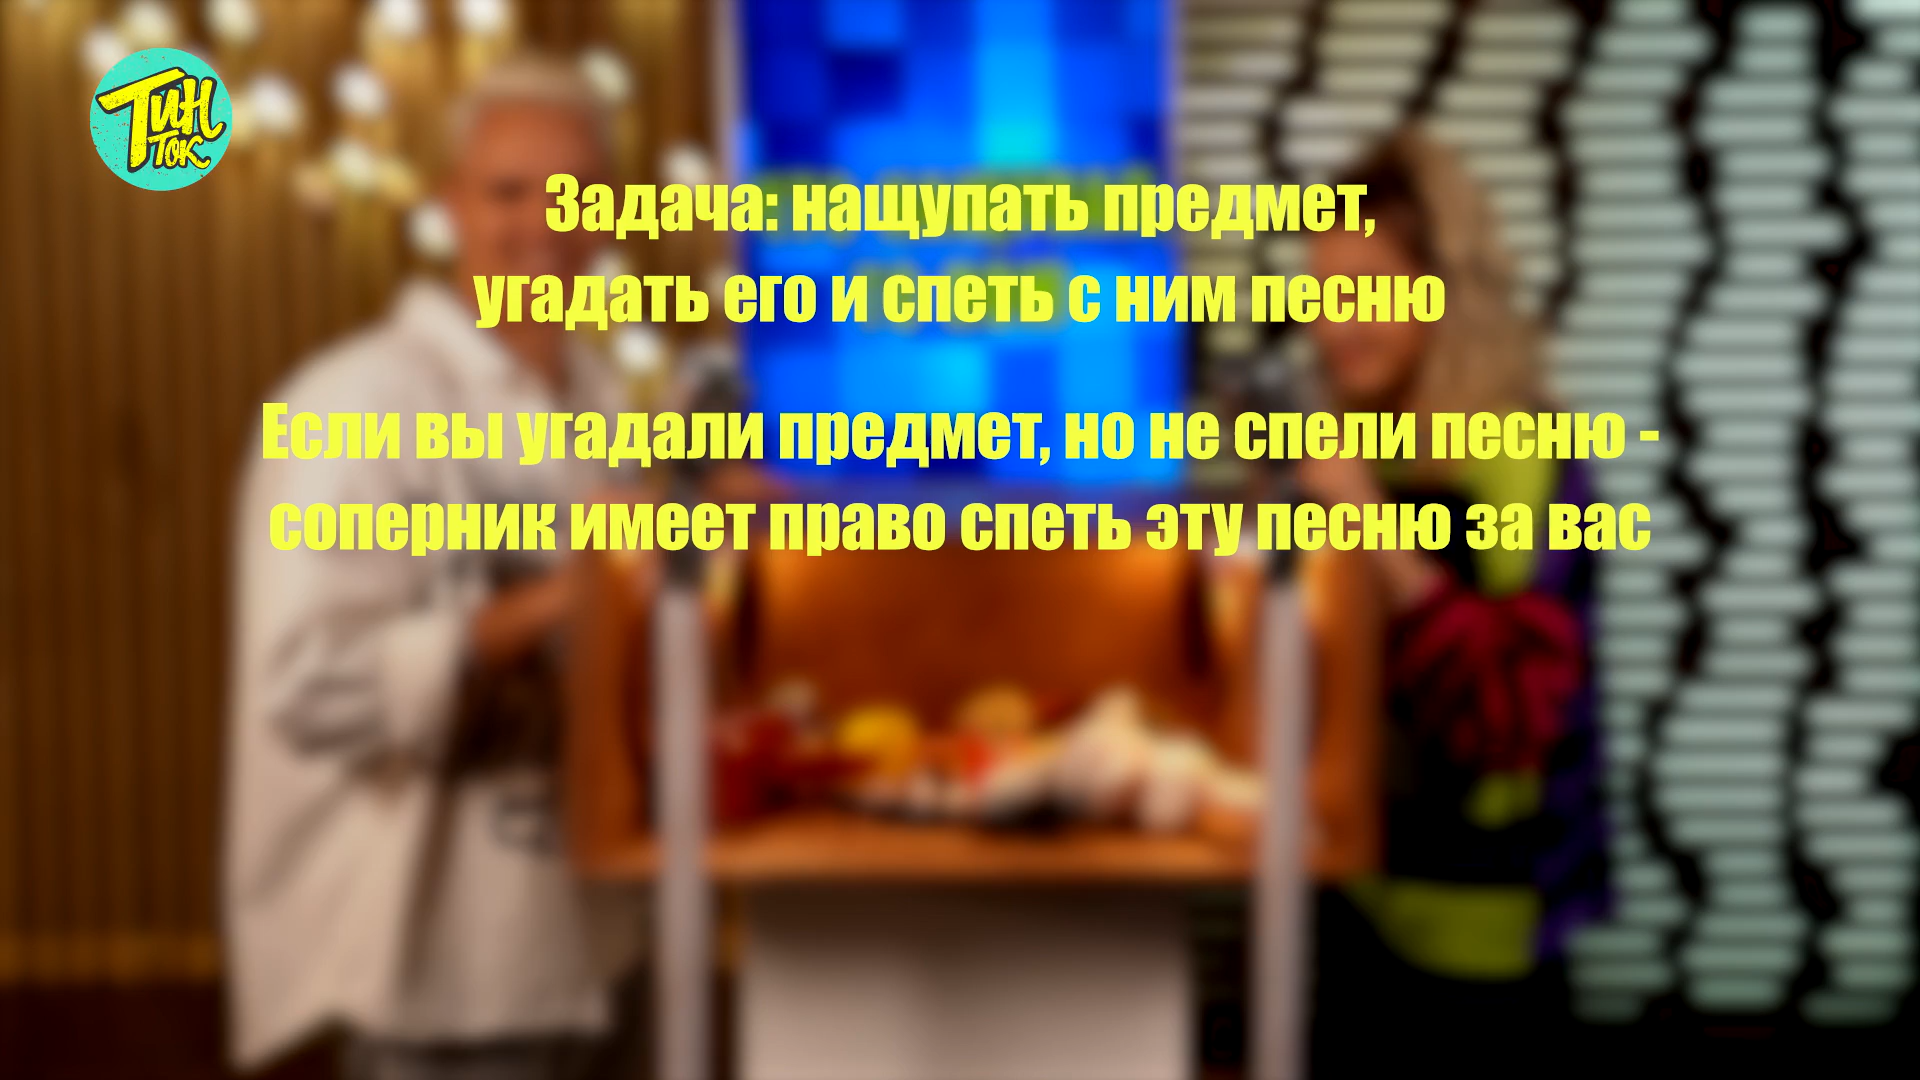 Тин
Ток
Задача: нащупать предмет,
угадать его и спеть с ним песню
Если вы угадали предмет, но не спели песню -
соперник имеет право спеть эту песню за вас